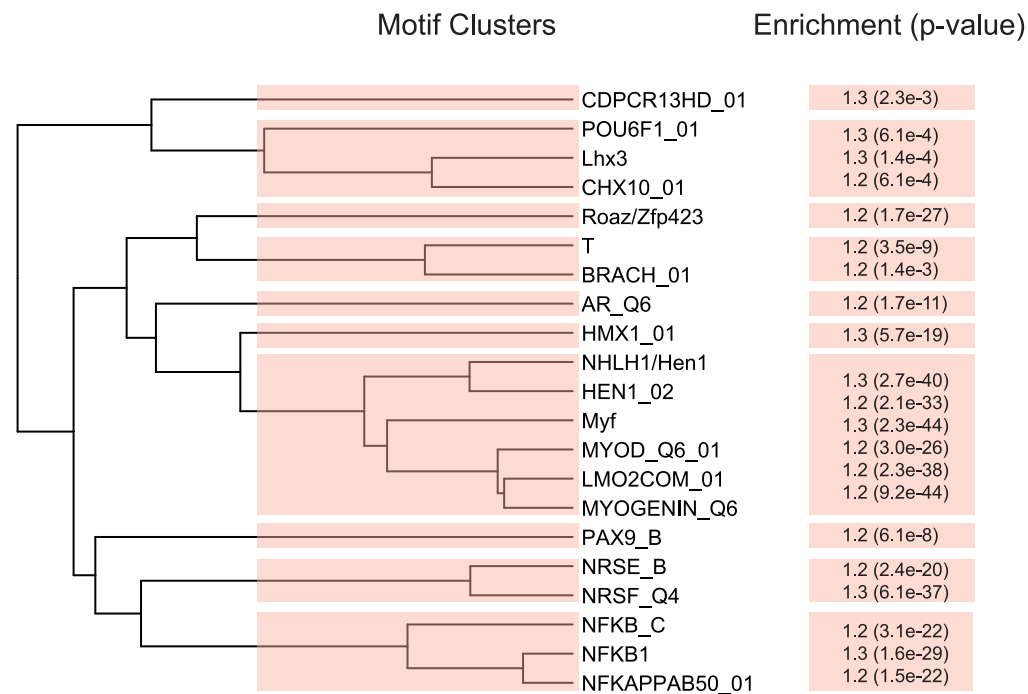 Motif Clusters Enrichment (p-value)
CDPCR13HD_01 1.3 (2.3e-3)
POU6F1_01 1.3 (6.1e-4)
Lhx3 1.3 (1.4e-4)
CHX10_01 1.2 (6.1e-4)
Roaz/Zfp423 1.2 (1.7e-27)
T 1.2 (3.5e-9)
BRACH_01 1.2 (1.4e-3)
AR_Q6 1.2 (1.7e-11)
HMX1_01 1.3 (5.7e-19)
NHLH1/Hen1 1.3 (2.7e-40)
HEN1_02 1.2 (2.1e-33)
Myf 1.3 (2.3e-44)
MYOD_Q6_01 1.2 (3.0e-26)
LMO2COM_01 1.2 (2.3e-38)
MYOGENIN_Q6 1.2 (9.2e-44)
PAX9_B 1.2 (6.1e-8)
NRSE_B 1.2 (2.4e-20)
NRSF_Q4 1.3 (6.1e-37)
NFKB_C 1.2 (3.1e-22)
NFKB1 1.3 (1.6e-29)
NFKAPPAB50_01 1.2 (1.5e-22)